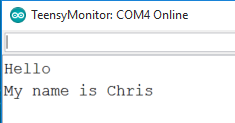 TeensyMonitor: COM4 Online
Hello
My name is Chris